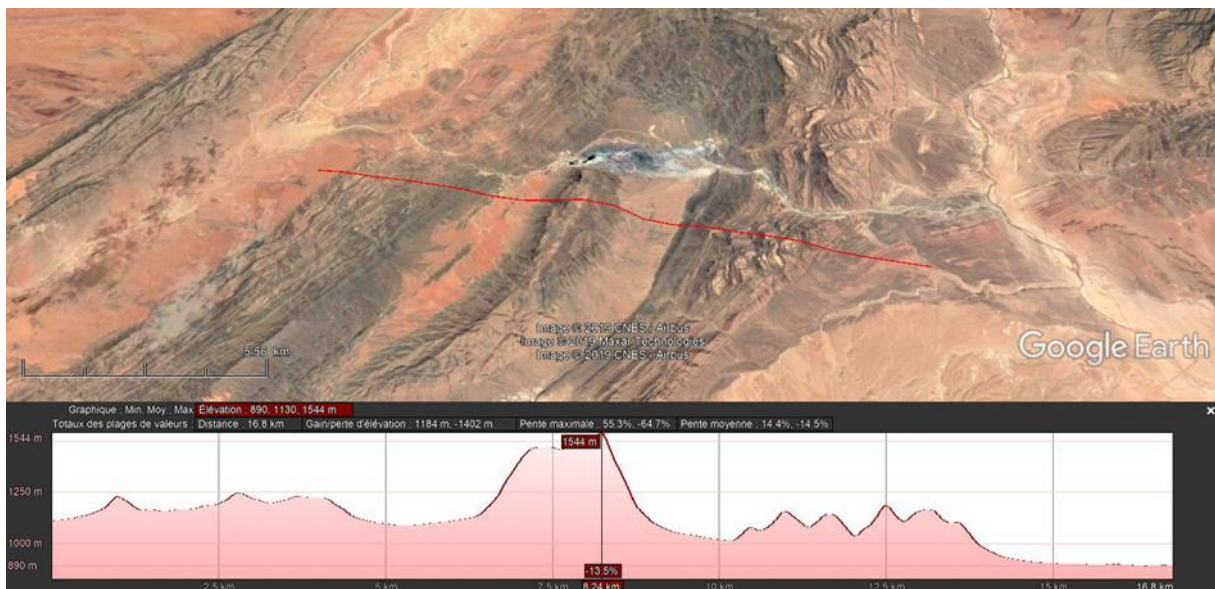 5.56 km
Image © 2019 CNES / Airbus
Image © 2019 Maxar Technologies
Image © 2019 CNES / Airbus
Google Earth
Graphique : Min, Moy., Max. Élévation : 890, 1130, 1544 m
Totaux des plages de valeurs : Distance : 16.8 km Gain/perte d'élévation : 1184 m, -1402 m Pente maximale : 55.3%, -64.7% Pente moyenne : 14.4%, -14.5%
1544 m
1544 m
1250 m
1000 m
890 m
-13.5%
2.5 km 5 km 7.5 km 8.24 km 10 km 12.5 km 15 km 16.8 km